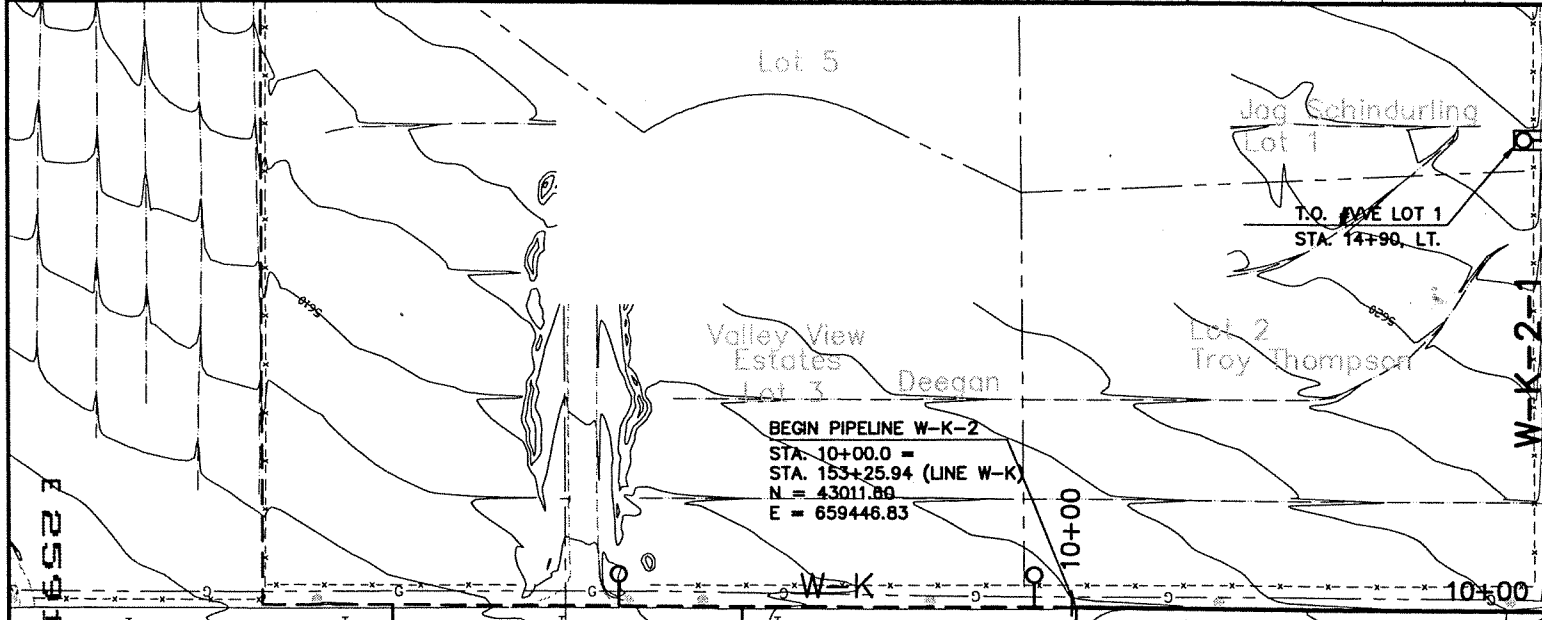 Lot 5
Jag Schindurling
Lot 1
T.O. LOT 1
STA. 14+90, LT.
5610
5620
Valley View
Estates
Lot 3
Deegan
Lot 2
Troy Thompson
W-K-2-1
BEGIN PIPELINE W-K-2
STA. 10+00.0 =
STA. 153+25.94 (LINE W-K)
N = 43011.80
E = 659446.83
10+00
W-K
10+00
G
G
G
G
G
G